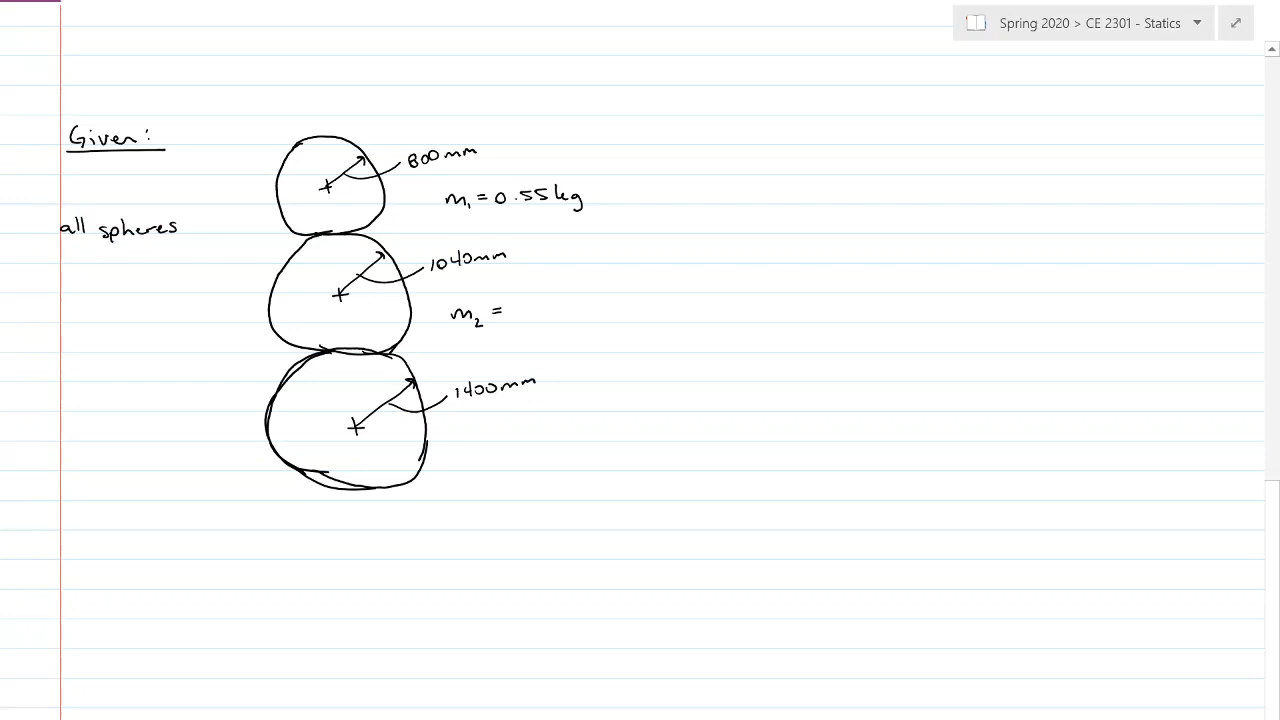 Spring 2020 > CE 2301 - Statics
Given:
800mm
m₁ = 0.55kg
all spheres
1040mm
m₂ =
1400mm